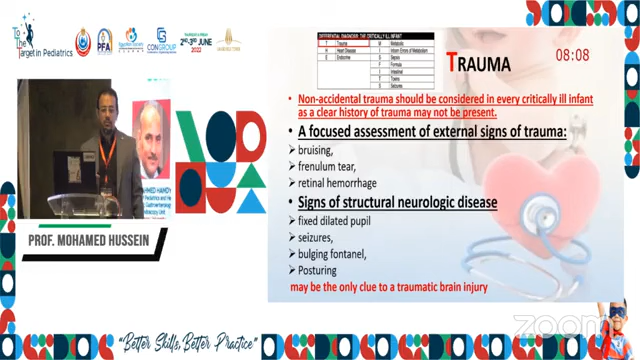 To
The
Target in Pediatrics
PFA
CONGROUP
2nd-3rd JUNE
2022
DIFFERENTIAL DIAGNOSIS: THE CRITICALLY ILL INFANT
T Trauma M Metabolic
H Heart Disease I Inborn Errors of Metabolism
E Endocrine S Sepsis
F Formula
I Intestinal
T Toxins
S Seizures
TRAUMA
08:08
• Non-accidental trauma should be considered in every critically ill infant
as a clear history of trauma may not be present.
• A focused assessment of external signs of trauma:
➢ bruising,
➢ frenulum tear,
➢ retinal hemorrhage
• Signs of structural neurologic disease
➢ fixed dilated pupil
➢ seizures,
➢ bulging fontanel,
➢ Posturing
may be the only clue to a traumatic brain injury
PROF. MOHAMED HUSSEIN
"Better Skills, Better Practice"
zoom